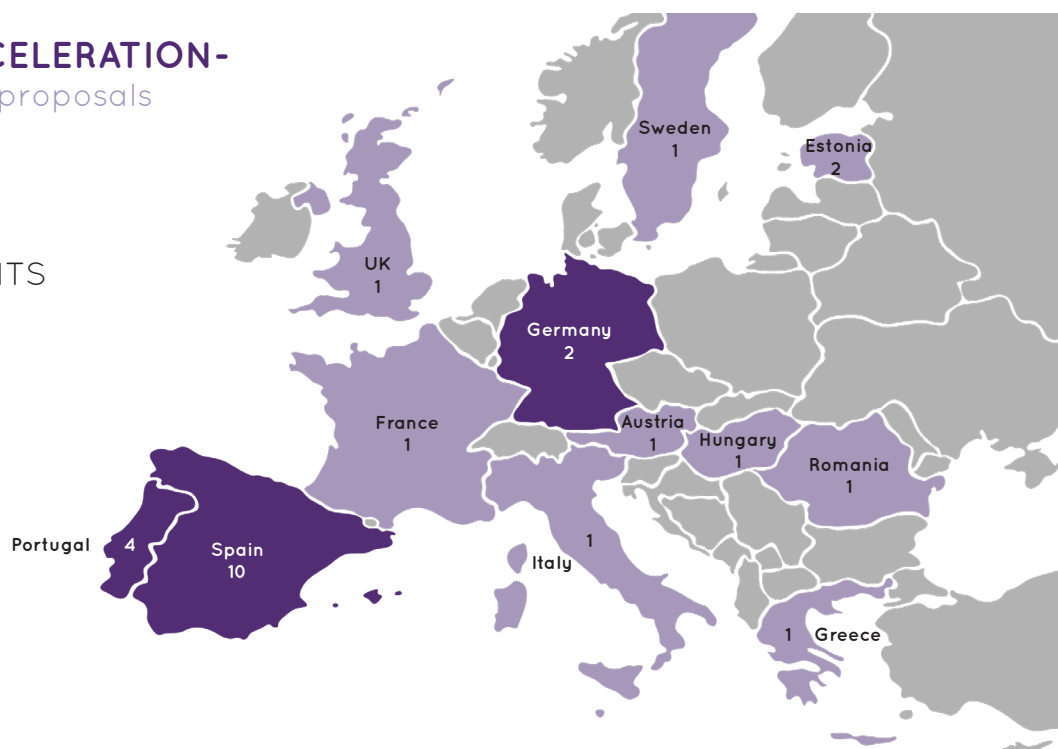 CELERATION-
proposals
ITS
Sweden
1
Estonia
2
UK
1
Germany
2
France
1
Austria
1
Hungary
1
Romania
1
Portugal
4
Spain
10
1
Italy
1
Greece